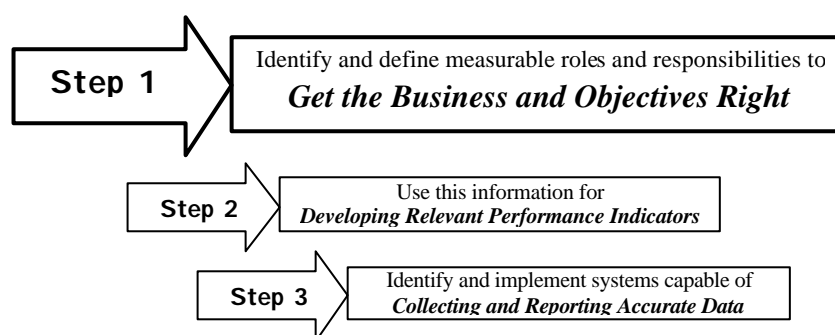 Step 1
Identify and define measurable roles and responsibilities to
Get the Business and Objectives Right
Step 2
Use this information for
Developing Relevant Performance Indicators
Step 3
Identify and implement systems capable of
Collecting and Reporting Accurate Data